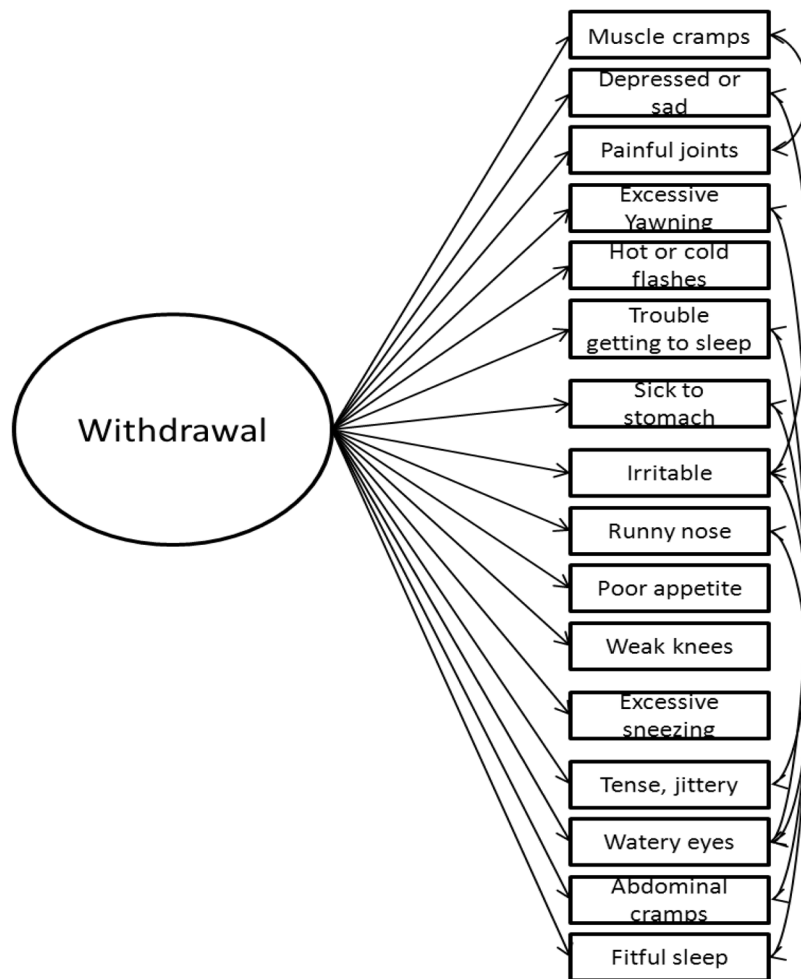 Muscle cramps
Depressed or
sad
Painful joints
Excessive
Yawning
Hot or cold
flashes
Trouble
getting to sleep
Sick to
stomach
Withdrawal
Irritable
Runny nose
Poor appetite
Weak knees
Excessive
sneezing
Tense, jittery
Watery eyes
Abdominal
cramps
Fitful sleep